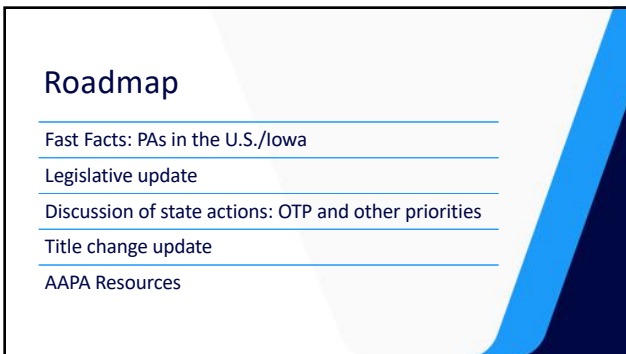 Roadmap
Fast Facts: PAs in the U.S./Iowa
Legislative update
Discussion of state actions: OTP and other priorities
Title change update
AAPA Resources